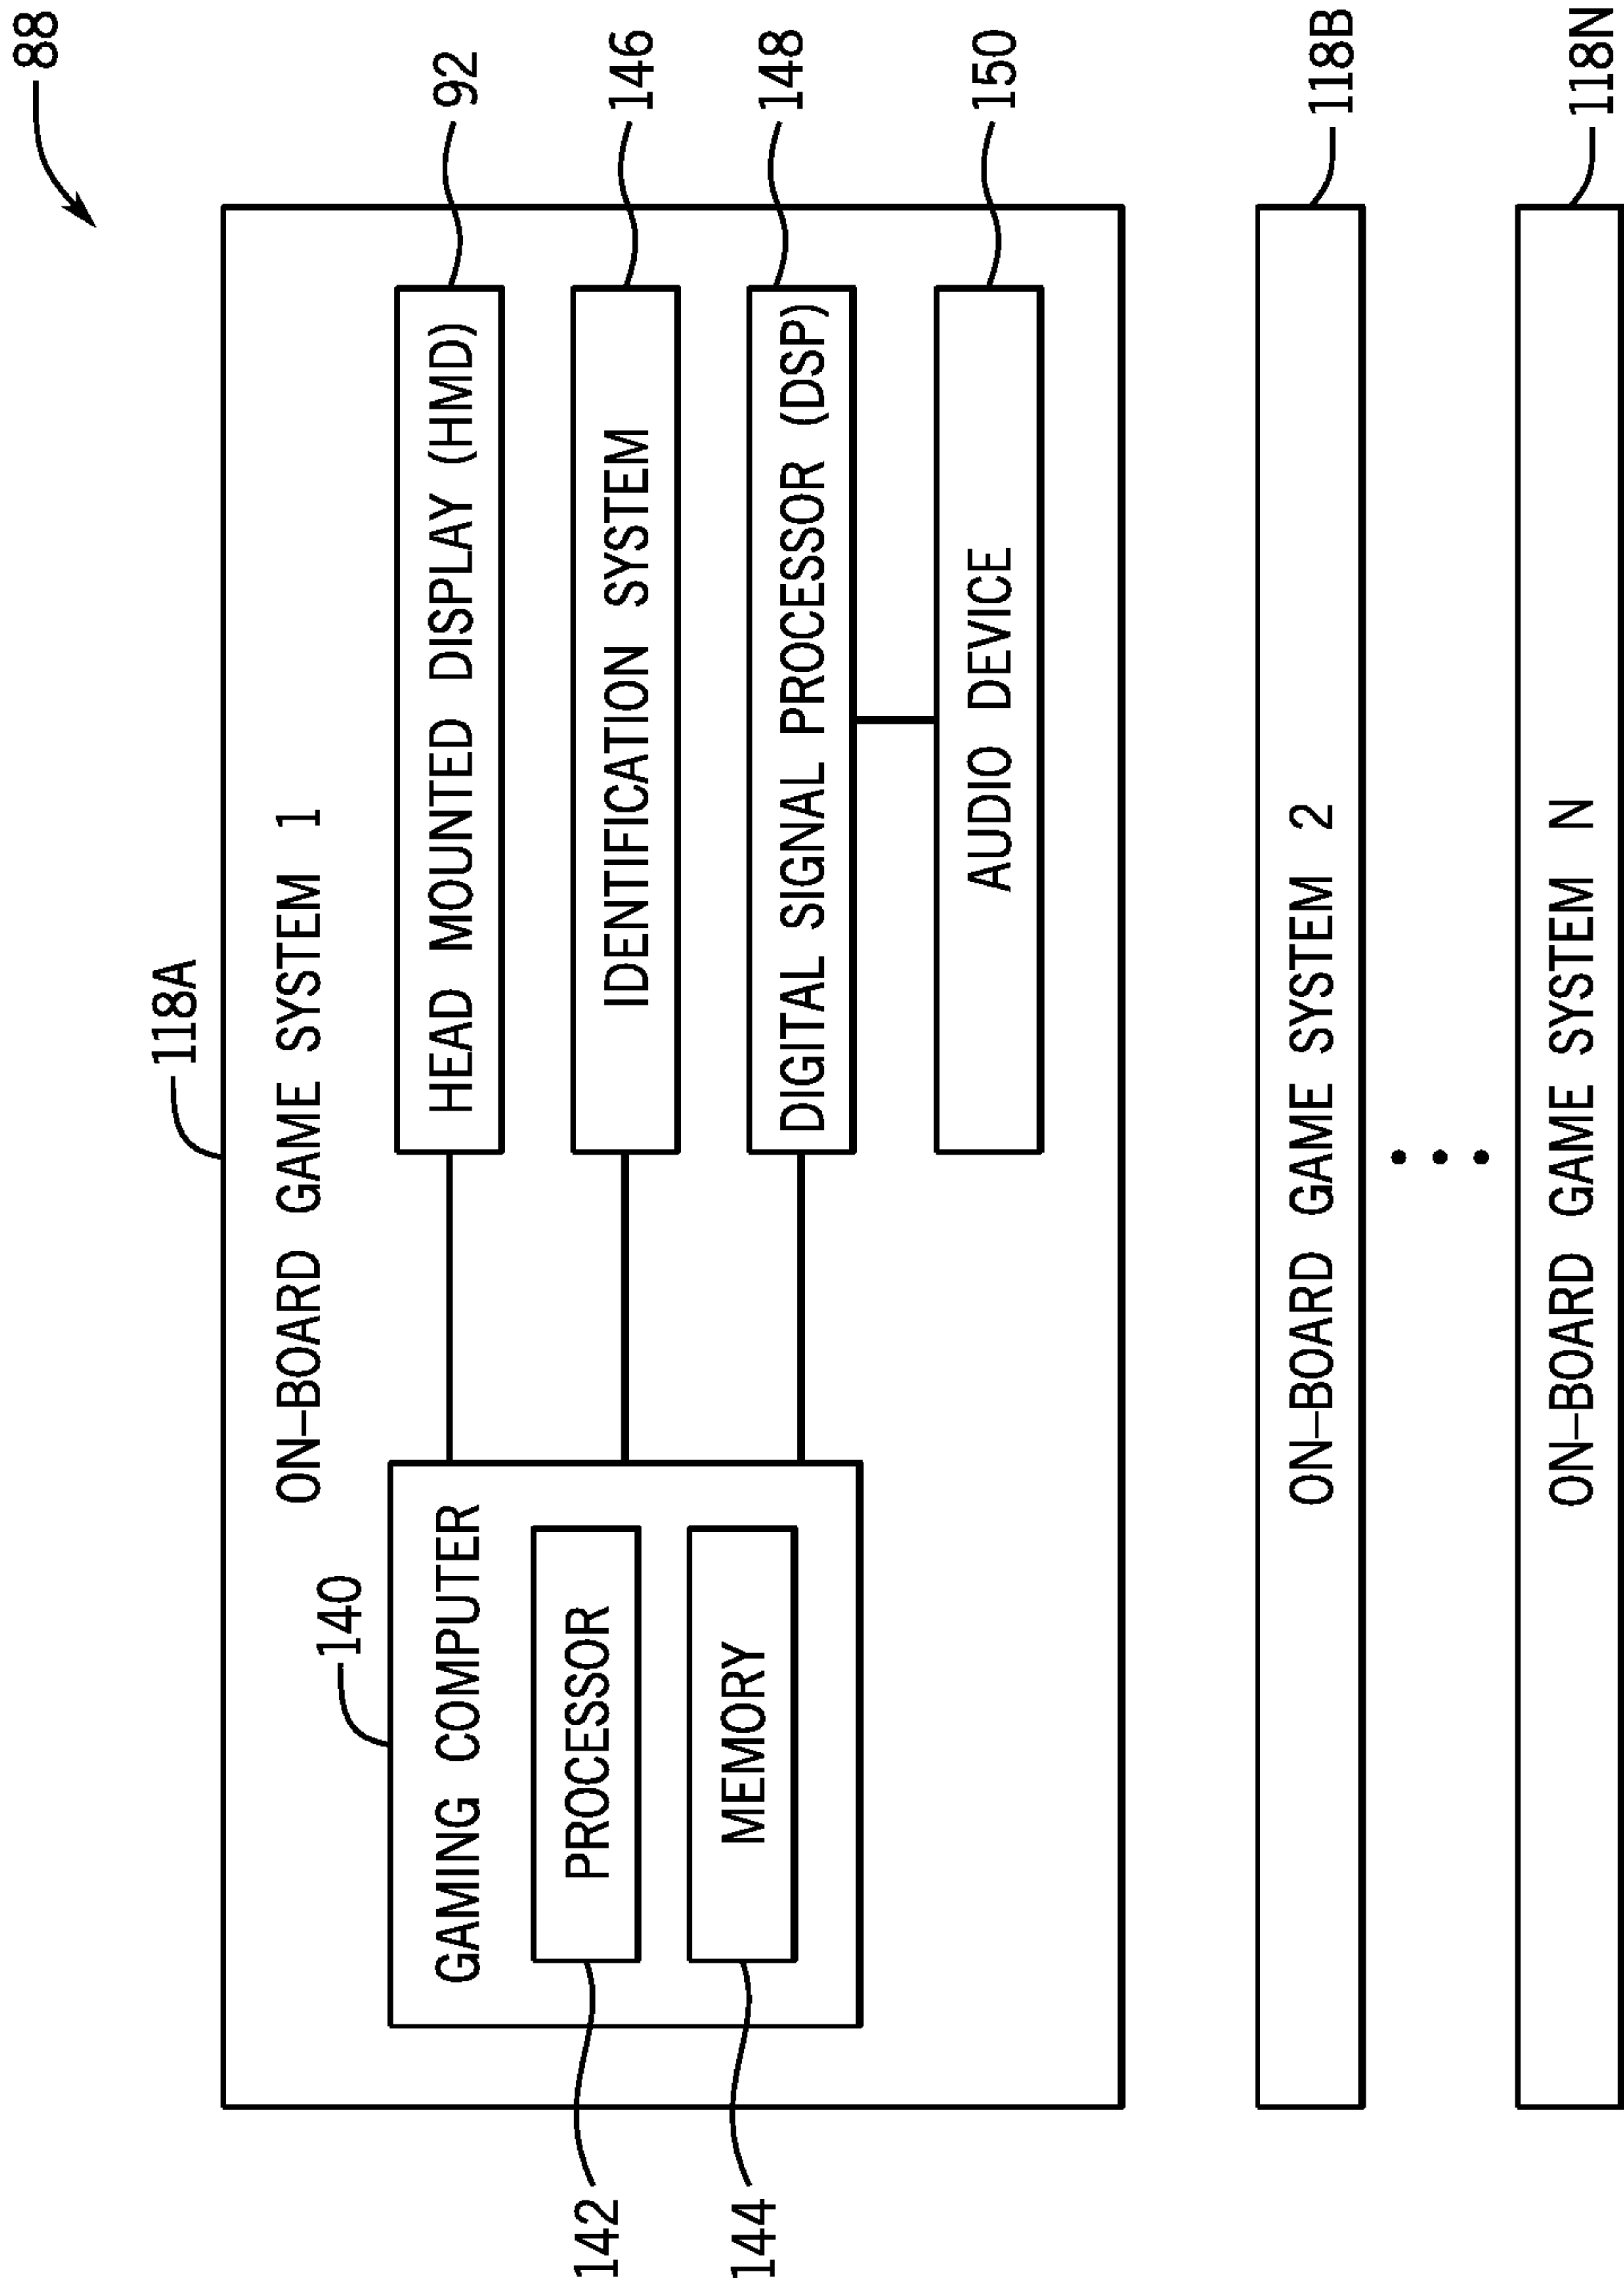 88
118A
ON-BOARD GAME SYSTEM 1
140
GAMING COMPUTER
PROCESSOR
142
MEMORY
144
HEAD MOUNTED DISPLAY (HMD)
92
IDENTIFICATION SYSTEM
146
DIGITAL SIGNAL PROCESSOR (DSP)
148
AUDIO DEVICE
150
ON-BOARD GAME SYSTEM 2
118B
ON-BOARD GAME SYSTEM N
118N